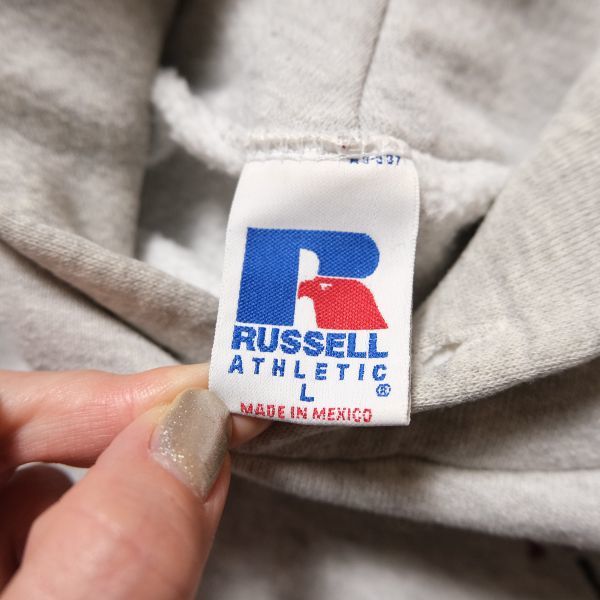 RUSSELL
ATHLETIC
L ®
MADE IN MEXICO